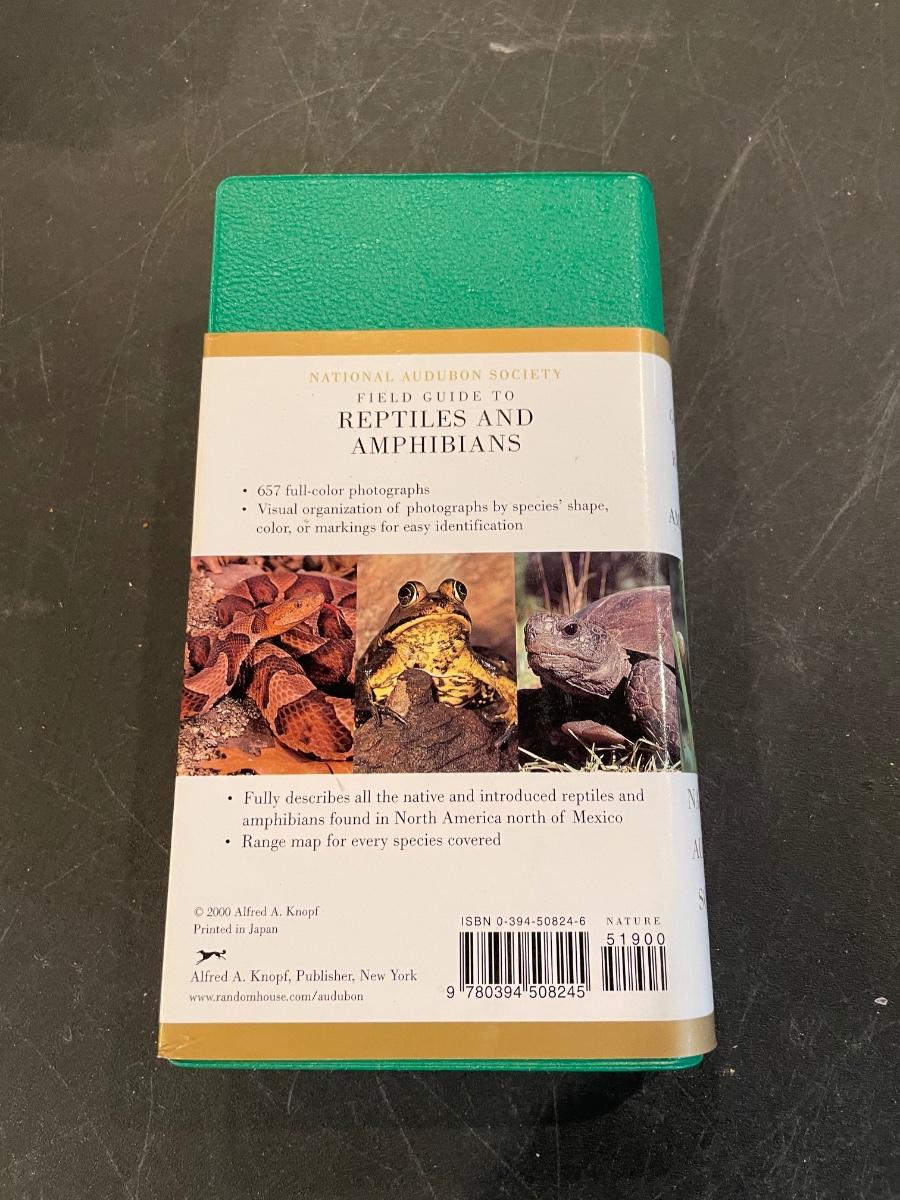 NATIONAL AUDUBON SOCIETY
FIELD GUIDE TO
REPTILES AND
AMPHIBIANS
• 657 full-color photographs
• Visual organization of photographs by species' shape,
color, or markings for easy identification
• Fully describes all the native and introduced reptiles and
amphibians found in North America north of Mexico
• Range map for every species covered
© 2000 Alfred A. Knopf
Printed in Japan
Alfred A. Knopf, Publisher, New York
www.randomhouse.com/audubon
ISBN 0-394-50824-6
NATURE
51900
9 780394 508245